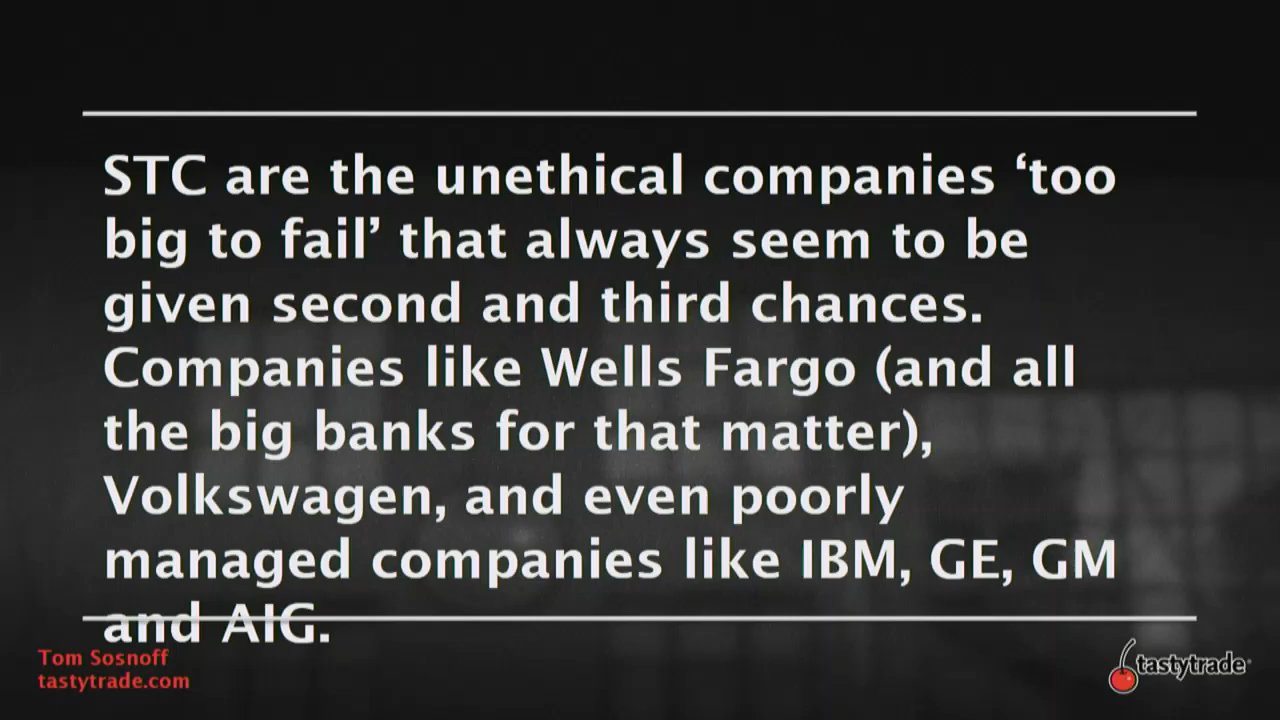 STC are the unethical companies ‘too
big to fail’ that always seem to be
given second and third chances.
Companies like Wells Fargo (and all
the big banks for that matter),
Volkswagen, and even poorly
managed companies like IBM, GE, GM
and AIG.
Tom Sosnoff
tastytrade.com
tastytrade